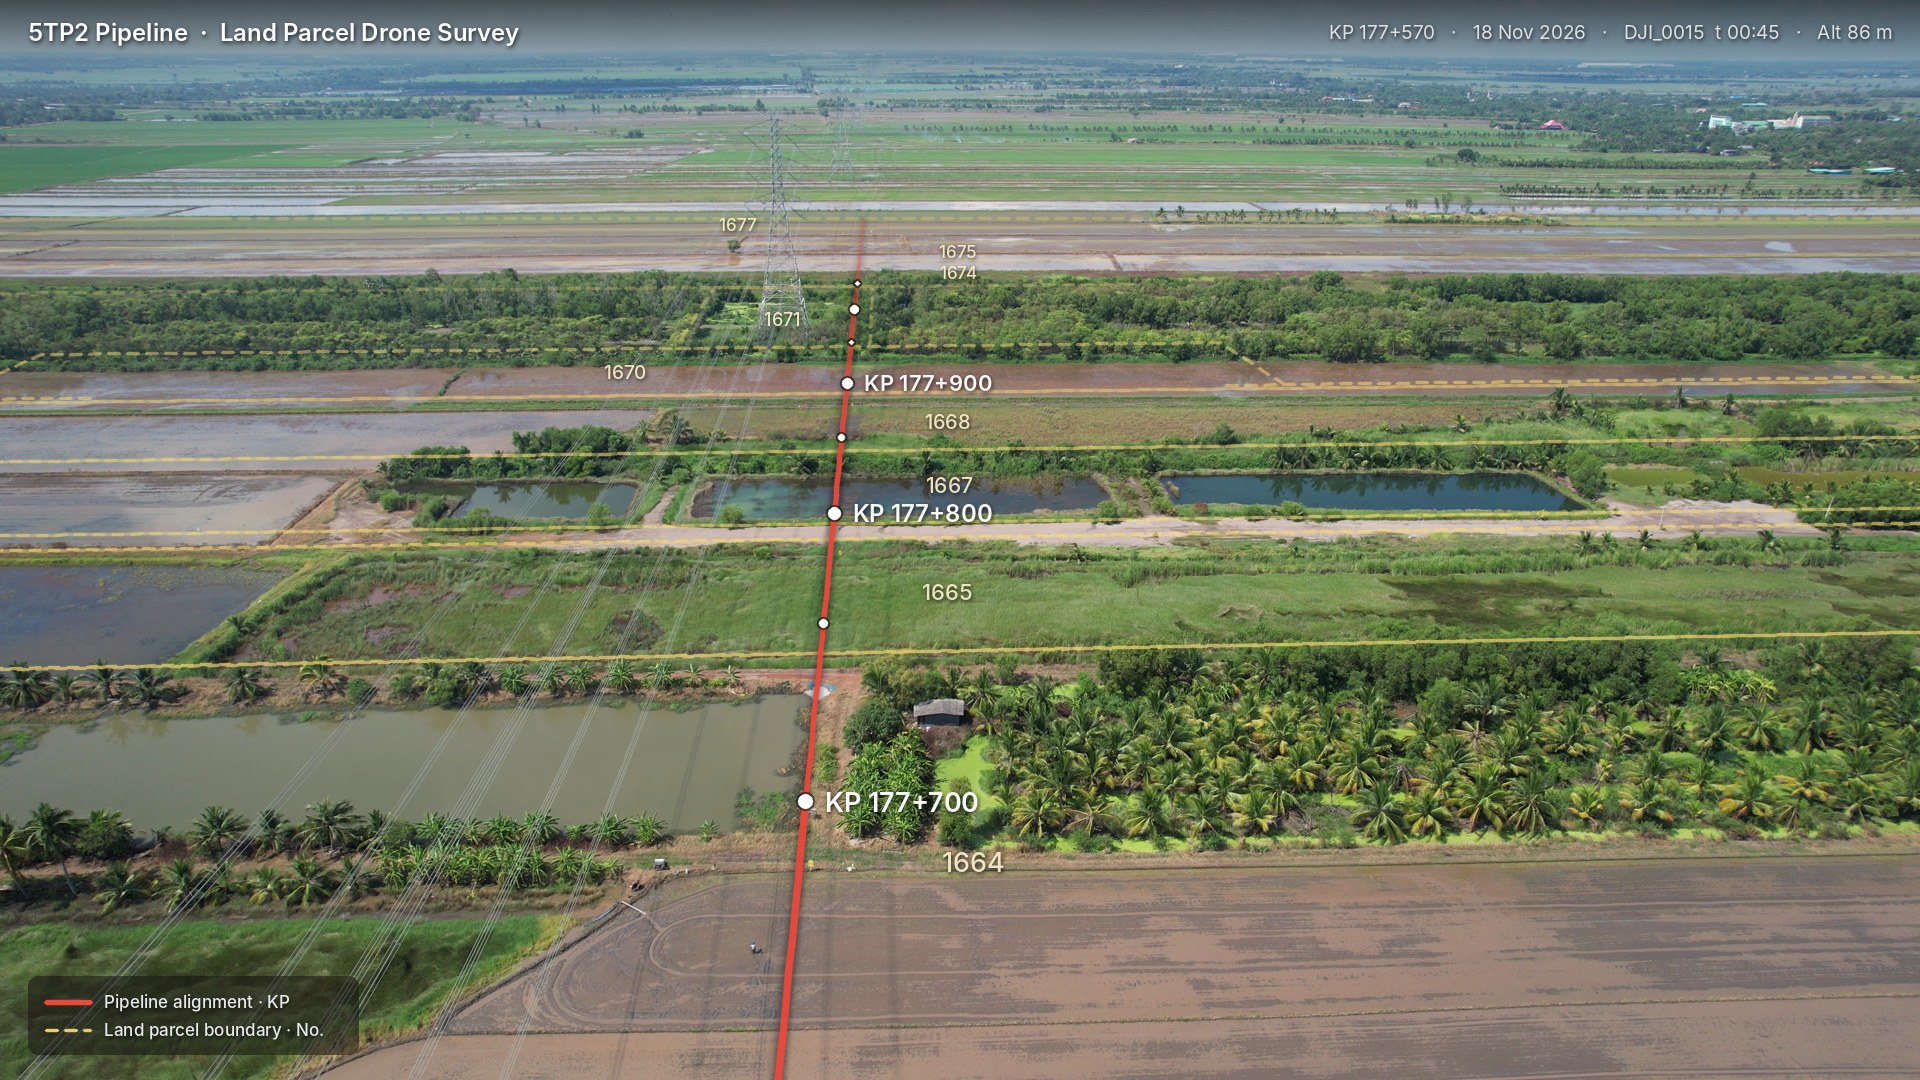 5TP2 Pipeline · Land Parcel Drone Survey
KP 177+570 · 18 Nov 2026 · DJI_0015 t 00:45 · Alt 86 m
1677
1675
1674
1671
1670
KP 177+900
1668
1667
KP 177+800
1665
KP 177+700
1664
Pipeline alignment · KP
Land parcel boundary · No.